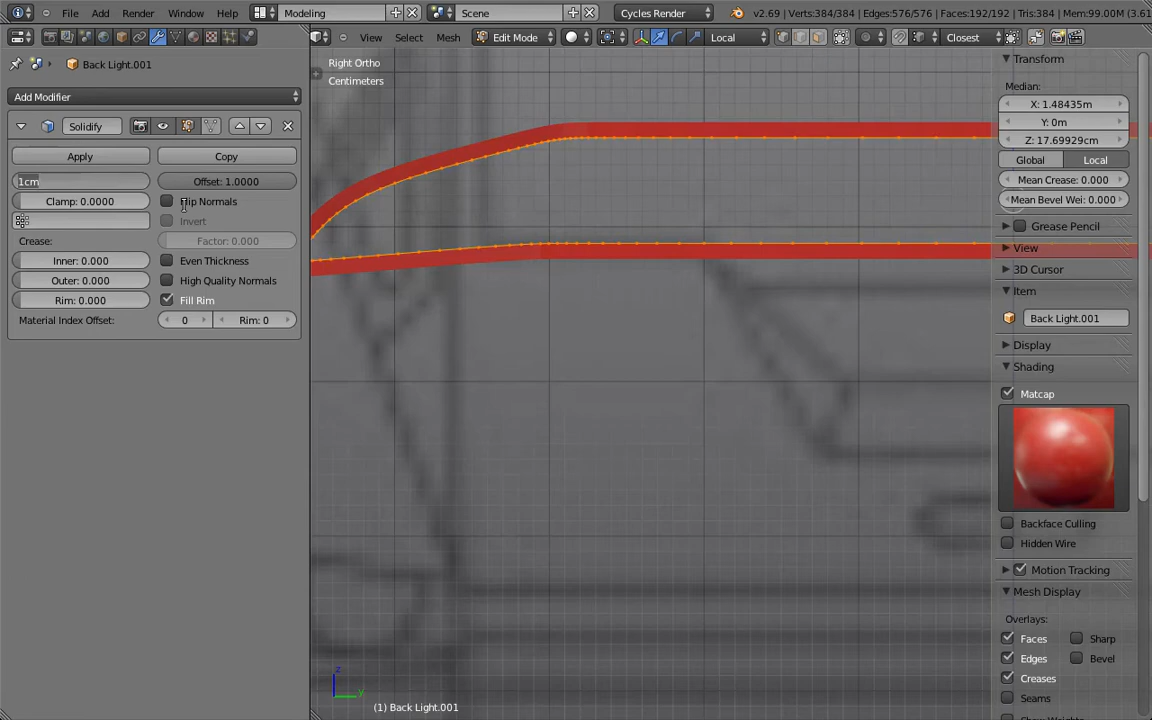 File Add Render Window Help Modeling Scene Cycles Render v2.69 | Verts:384/384 | Edges:576/576 | Faces:192/192 | Tris:384 | Mem:99.00M (3.61
View Select Mesh Edit Mode Local Closest
Back Light.001
Add Modifier
Solidify
Apply Copy
1cm Offset: 1.0000
Clamp: 0.0000 Flip Normals
Invert
Crease: Factor: 0.000
Inner: 0.000 Even Thickness
Outer: 0.000 High Quality Normals
Rim: 0.000 Fill Rim
Material Index Offset: 0 Rim: 0
Right Ortho
Centimeters
z
y
(1) Back Light.001
Transform
Median:
X: 1.48435m
Y: 0m
Z: 17.69929cm
Global Local
Mean Crease: 0.000
Mean Bevel Wei: 0.000
Grease Pencil
View
3D Cursor
Item
Back Light.001
Display
Shading
Matcap
Backface Culling
Hidden Wire
Motion Tracking
Mesh Display
Overlays:
Faces Sharp
Edges Bevel
Creases
Seams